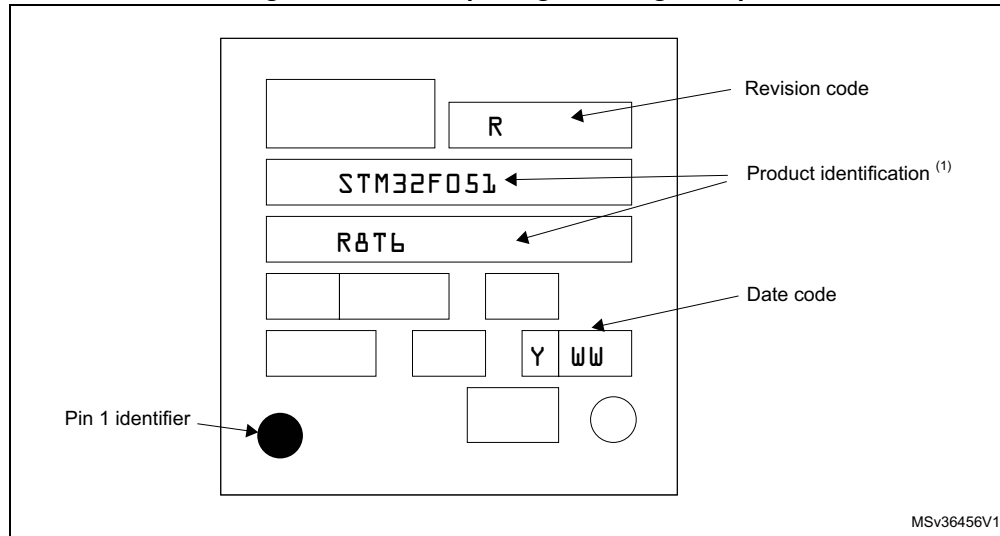 Revision code
R
Product identification (1)
STM32F051
R8T6
Date code
Y WW
Pin 1 identifier
MSv36456V1